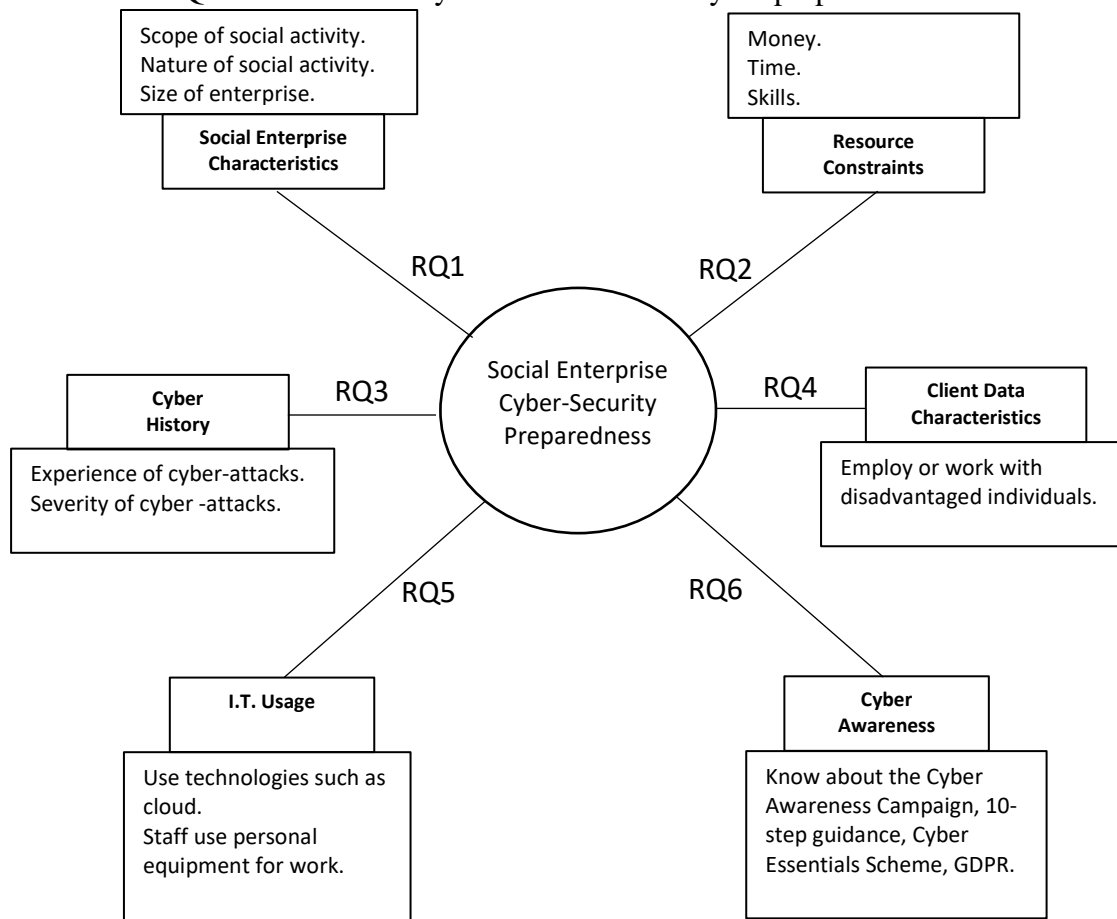 Scope of social activity.
Nature of social activity.
Size of enterprise.
Social Enterprise
Characteristics
Money.
Time.
Skills.
Resource
Constraints
RQ1
RQ2
Social Enterprise
Cyber-Security
Preparedness
Cyber
History
RQ3
Experience of cyber-attacks.
Severity of cyber -attacks.
RQ4
Client Data
Characteristics
Employ or work with
disadvantaged individuals.
RQ5
RQ6
I.T. Usage
Use technologies such as
cloud.
Staff use personal
equipment for work.
Cyber
Awareness
Know about the Cyber
Awareness Campaign, 10-
step guidance, Cyber
Essentials Scheme, GDPR.